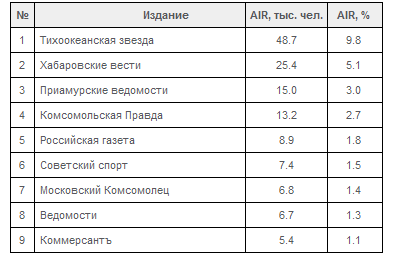 № Издание AIR, тыс. чел. AIR, %
1 Тихоокеанская звезда 48.7 9.8
2 Хабаровские вести 25.4 5.1
3 Приамурские ведомости 15.0 3.0
4 Комсомольская Правда 13.2 2.7
5 Российская газета 8.9 1.8
6 Советский спорт 7.4 1.5
7 Московский Комсомолец 6.8 1.4
8 Ведомости 6.7 1.3
9 Коммерсантъ 5.4 1.1